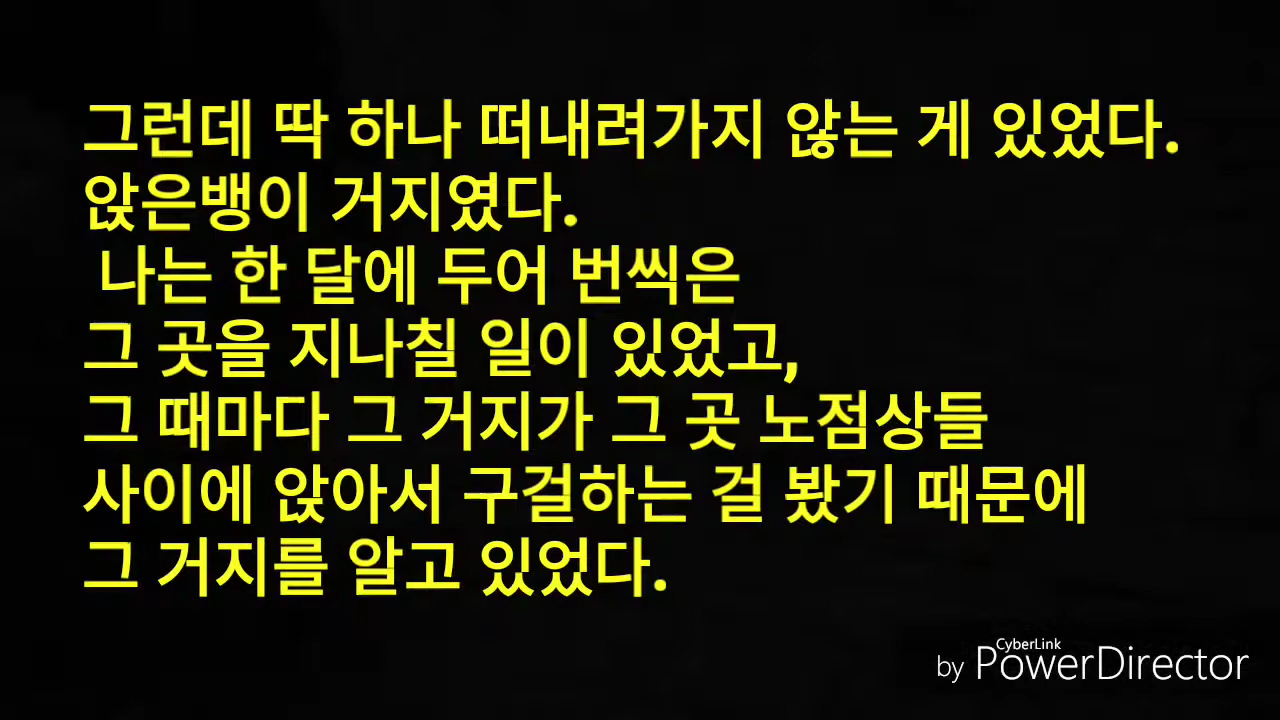 그런데 딱 하나 떠내려가지 않는 게 있었다.
앉은뱅이 거지였다.
나는 한 달에 두어 번씩은
그 곳을 지나칠 일이 있었고,
그 때마다 그 거지가 그 곳 노점상들
사이에 앉아서 구걸하는 걸 봤기 때문에
그 거지를 알고 있었다.
CyberLink
by PowerDirector